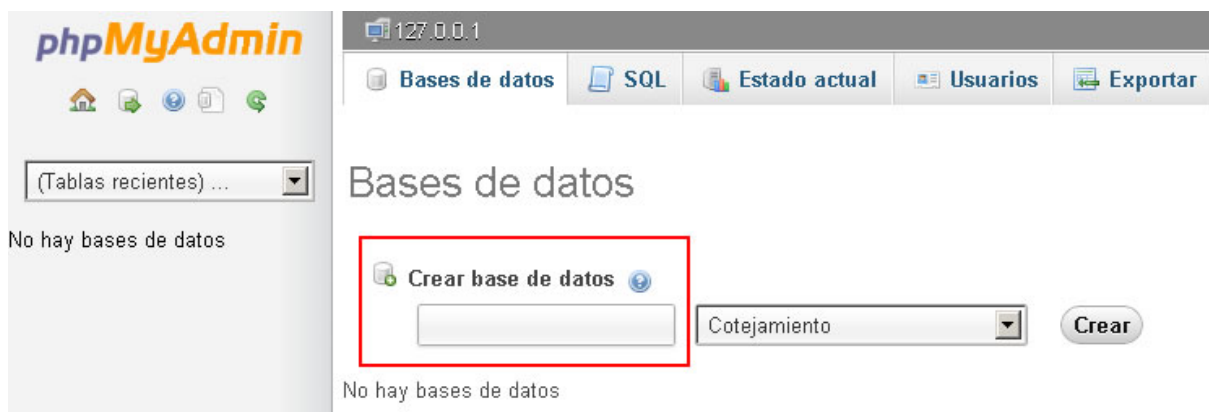 phpMyAdmin
(Tablas recientes) ...
No hay bases de datos
127.0.0.1
Bases de datos SQL Estado actual Usuarios Exportar
Bases de datos
Crear base de datos
Cotejamiento Crear
No hay bases de datos